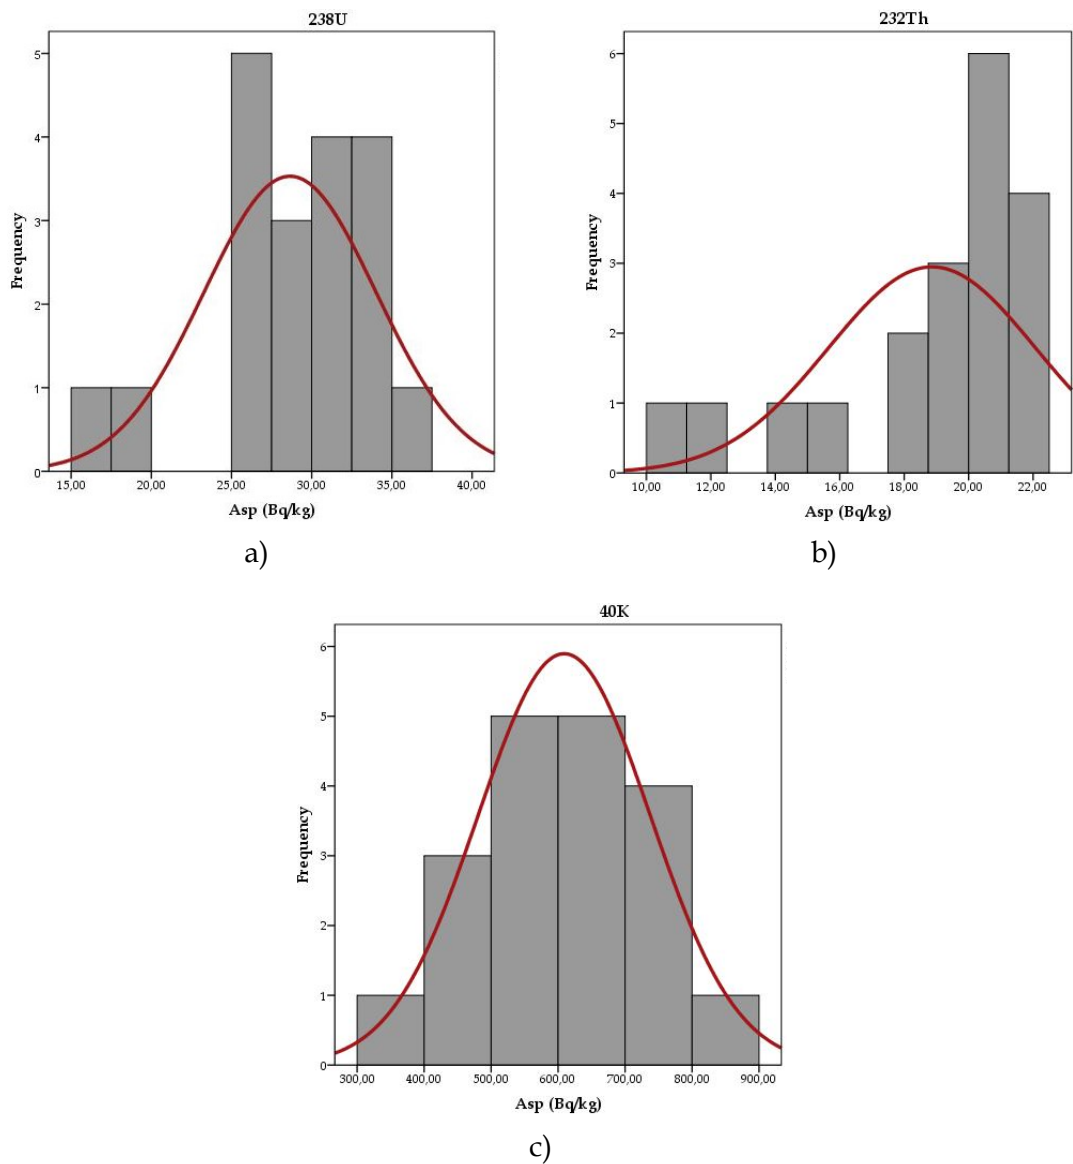 238U
5
4
3
2
1
0
Frequency
15,00 20,00 25,00 30,00 35,00 40,00
Asp (Bq/kg)
a)
232Th
6
5
4
3
2
1
0
Frequency
10,00 12,00 14,00 16,00 18,00 20,00 22,00
Asp (Bq/kg)
b)
40K
6
5
4
3
2
1
0
Frequency
300,00 400,00 500,00 600,00 700,00 800,00 900,00
Asp (Bq/kg)
c)